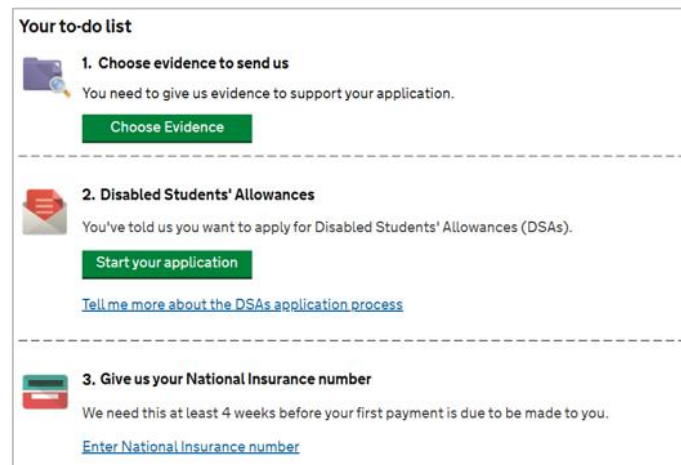 Your to-do list
1. Choose evidence to send us
You need to give us evidence to support your application.
Choose Evidence
2. Disabled Students' Allowances
You've told us you want to apply for Disabled Students' Allowances (DSAs).
Start your application
Tell me more about the DSAs application process
3. Give us your National Insurance number
We need this at least 4 weeks before your first payment is due to be made to you.
Enter National Insurance number